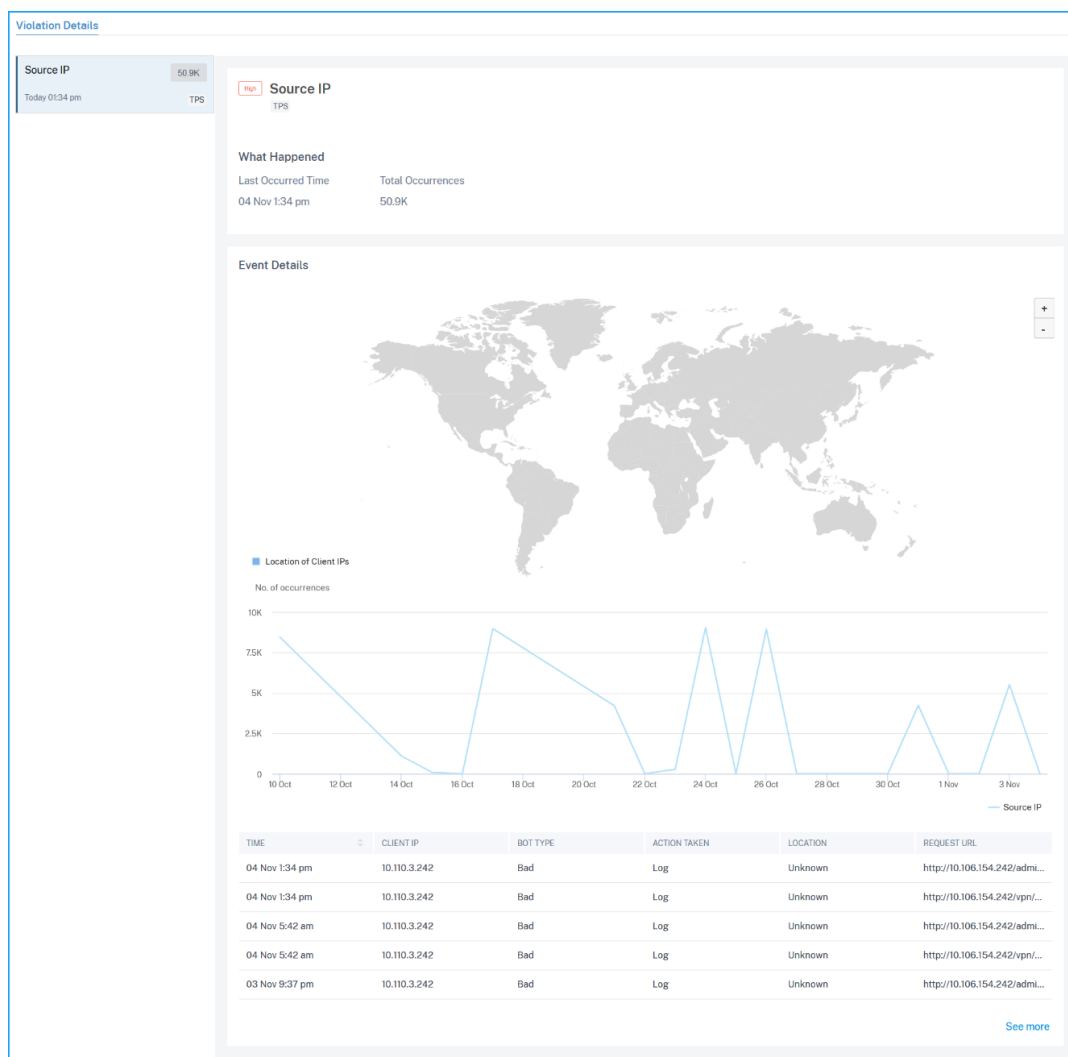 Violation Details
Source IP 50.9K
Today 01:34 pm TPS
High Source IP
TPS
What Happened
Last Occurred Time Total Occurrences
04 Nov 1:34 pm 50.9K
Event Details
+
-
Location of Client IPs
No. of occurrences
10K
7.5K
5K
2.5K
0
10 Oct 12 Oct 14 Oct 16 Oct 18 Oct 20 Oct 22 Oct 24 Oct 26 Oct 28 Oct 30 Oct 1 Nov 3 Nov
Source IP
TIME CLIENT IP BOT TYPE ACTION TAKEN LOCATION REQUEST URL
04 Nov 1:34 pm 10.110.3.242 Bad Log Unknown http://10.106.154.242/admi...
04 Nov 1:34 pm 10.110.3.242 Bad Log Unknown http://10.106.154.242/vpn/...
04 Nov 5:42 am 10.110.3.242 Bad Log Unknown http://10.106.154.242/admi...
04 Nov 5:42 am 10.110.3.242 Bad Log Unknown http://10.106.154.242/vpn/...
03 Nov 9:37 pm 10.110.3.242 Bad Log Unknown http://10.106.154.242/admi...
See more